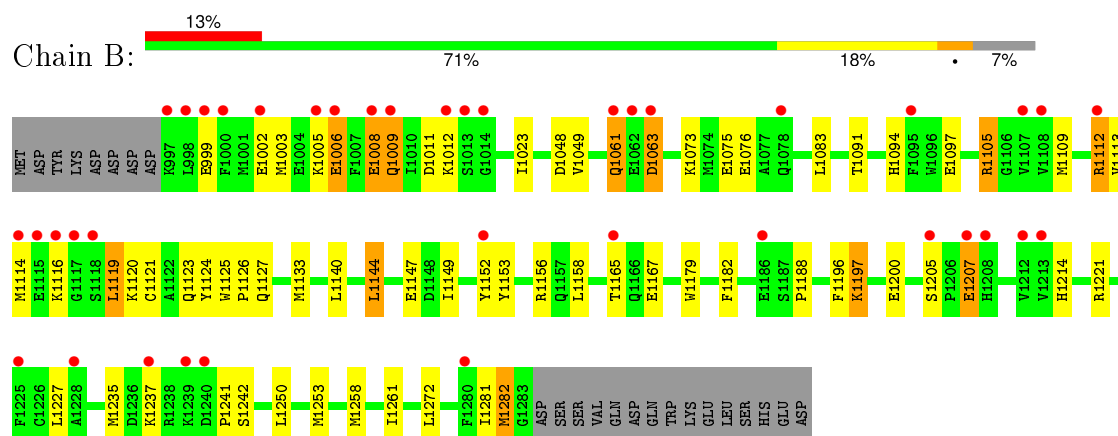 13%
Chain B:
71% 18% • 7%
MET ASP TYR LYS ASP ASP ASP ASP K997 L998 E999 F1000 M1001 E1002 M1003 E1004 K1005 E1006 F1007 E1008 Q1009 I1010 D1011 K1012 S1013 G1014 I1023 D1048 V1049 Q1061 E1062 D1063 K1073 M1074 E1075 E1076 A1077 Q1078 L1083 T1091 H1094 F1095 W1096 E1097 R1105 G1106 V1107 V1108 M1109 R1112 V1113
M1114 E1115 K1116 G1117 S1118 L1119 K1120 C1121 A1122 Q1123 Y1124 W1125 P1126 Q1127 M1133 L1140 L1144 E1147 D1148 I1149 Y1152 Y1153 R1156 Q1157 L1158 T1165 Q1166 E1167 W1179 F1182 E1186 S1187 P1188 F1196 K1197 E1200 S1205 P1206 E1207 H1208 V1212 V1213 H1214 R1221
F1225 C1226 L1227 A1228 M1235 D1236 K1237 R1238 K1239 D1240 P1241 S1242 L1250 M1253 M1258 I1261 L1272 F1280 I1281 M1282 G1283 ASP SER SER VAL GLN ASP GLN TRP LYS GLU LEU SER HIS GLU ASP